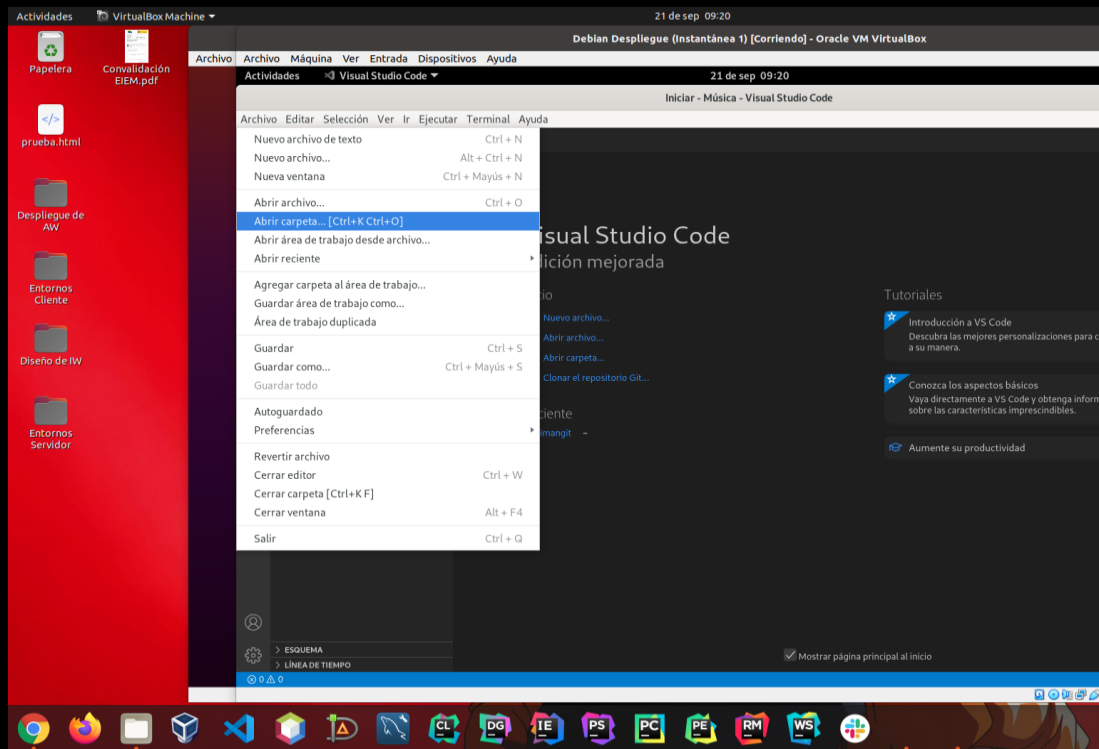 Actividades VirtualBox Machine 21 de sep 09:20
Debian Despliegue (Instantánea 1) [Corriendo] - Oracle VM VirtualBox
Archivo Archivo Máquina Ver Entrada Dispositivos Ayuda
Actividades Visual Studio Code 21 de sep 09:20
Iniciar - Música - Visual Studio Code
Archivo Editar Selección Ver Ir Ejecutar Terminal Ayuda
Papelera
Convalidación
EIEM.pdf
</>
prueba.html
Despliegue de
AW
Entornos
Cliente
Diseño de IW
Entornos
Servidor
Nuevo archivo de texto Ctrl + N
Nuevo archivo... Alt + Ctrl + N
Nueva ventana Ctrl + Mayús + N
Abrir archivo... Ctrl + O
Abrir carpeta... [Ctrl+K Ctrl+O]
Abrir área de trabajo desde archivo...
Abrir reciente
Agregar carpeta al área de trabajo...
Guardar área de trabajo como...
Área de trabajo duplicada
Guardar Ctrl + S
Guardar como... Ctrl + Mayús + S
Guardar todo
Autoguardado
Preferencias
Revertir archivo
Cerrar editor Ctrl + W
Cerrar carpeta [Ctrl+K F]
Cerrar ventana Alt + F4
Salir Ctrl + Q
isual Studio Code
dición mejorada
cio
Nuevo archivo...
Abrir archivo...
Abrir carpeta...
Clonar el repositorio Git...
ciente
imangit –
Tutoriales
Introducción a VS Code
Descubra las mejores personalizaciones para c
a su manera.
Conozca los aspectos básicos
Vaya directamente a VS Code y obtenga inform
sobre las características imprescindibles.
Aumente su productividad
ESQUEMA
LÍNEA DE TIEMPO
Mostrar página principal al inicio
0 0
CL DG IE PS PC PE RM WS